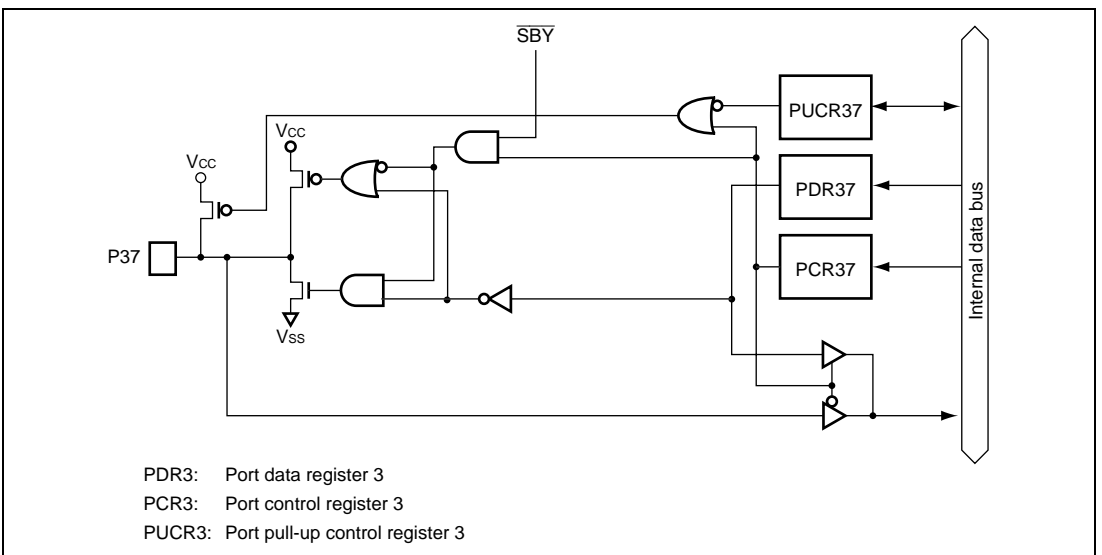 SBY
PUCR37
VCC
VCC
PDR37
P37
PCR37
Internal data bus
VSS
PDR3: Port data register 3
PCR3: Port control register 3
PUCR3: Port pull-up control register 3